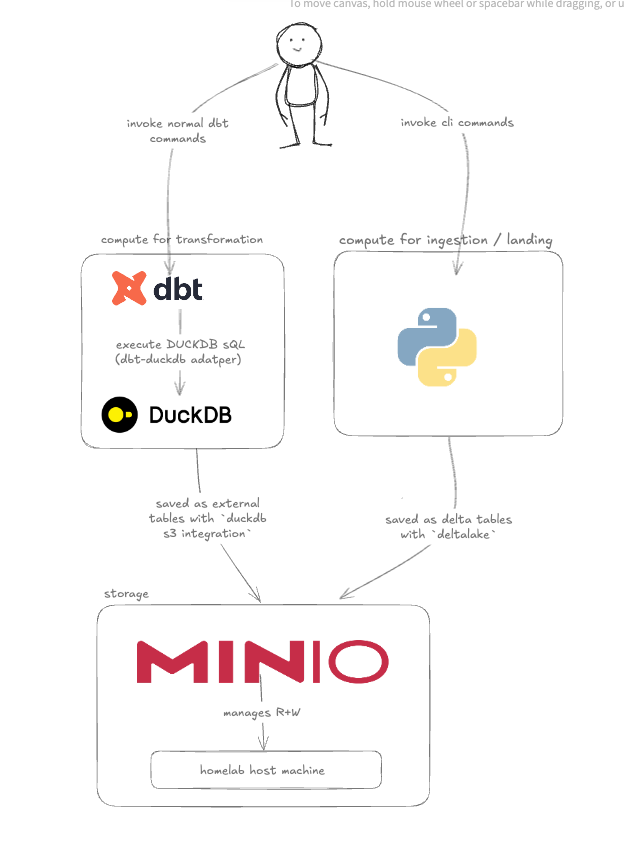 To move canvas, hold mouse wheel or spacebar while dragging, or u
invoke normal dbt
commands
invoke cli commands
compute for transformation
compute for ingestion / landing
dbt
execute DUCKDB SQL
(dbt-duckdb adatper)
DuckDB
saved as external
tables with `duckdb
s3 integration`
saved as delta tables
with `deltalake`
storage
MINIO
manages R+W
homelab host machine